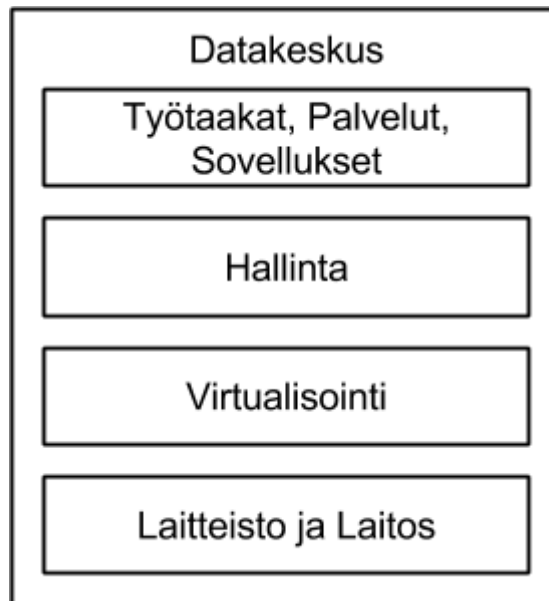 Datakeskus
Työtaakat, Palvelut,
Sovellukset
Hallinta
Virtualisointi
Laitteisto ja Laitos